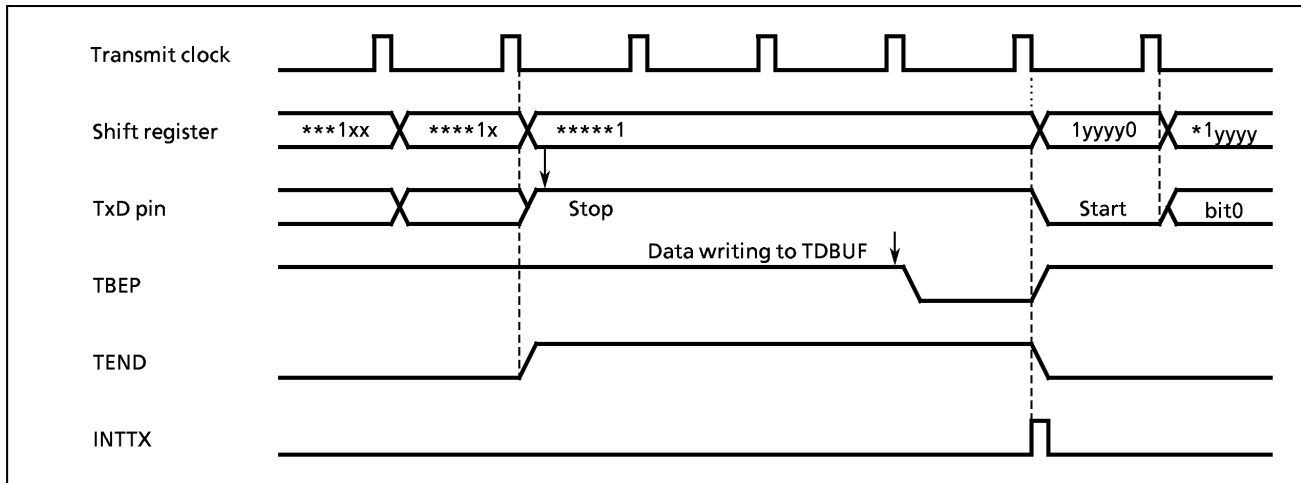 Transmit clock
Shift register
***1xx
****1x
*****1
1yyyy0
*1yyyy
TxD pin
Stop
Start
bit0
Data writing to TDBUF
TBEP
TEND
INTTX